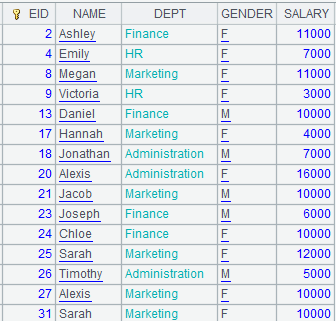 EID NAME DEPT GENDER SALARY
2 Ashley Finance F 11000
4 Emily HR F 7000
8 Megan Marketing F 11000
9 Victoria HR F 3000
13 Daniel Finance M 10000
17 Hannah Marketing F 4000
18 Jonathan Administration M 7000
20 Alexis Administration F 16000
21 Jacob Marketing M 10000
23 Joseph Finance M 6000
24 Chloe Finance F 10000
25 Sarah Marketing F 12000
26 Timothy Administration M 5000
27 Alexis Marketing F 10000
31 Sarah Marketing F 10000